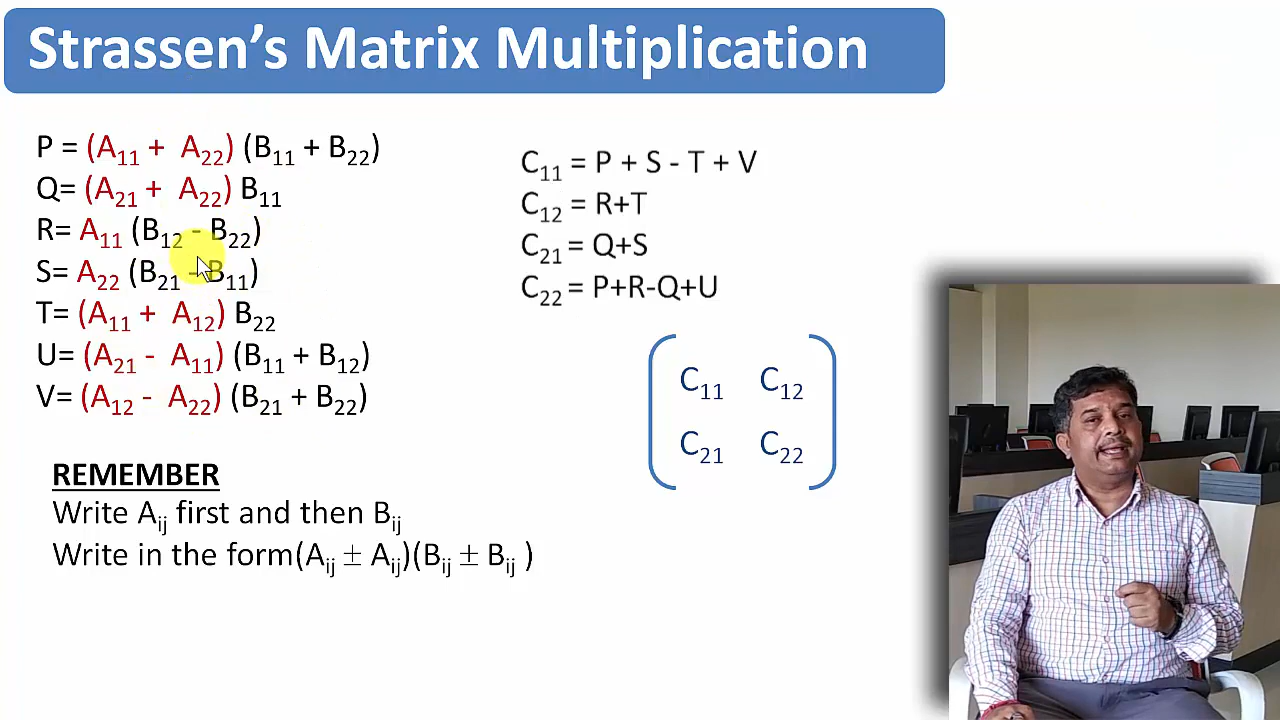 Strassen's Matrix Multiplication
P = (A11 + A22) (B11 + B22)
Q= (A21 + A22) B11
R= A11 (B12 - B22)
S= A22 (B21 - B11)
T= (A11 + A12) B22
U= (A21 - A11) (B11 + B12)
V= (A12 - A22) (B21 + B22)
REMEMBER
Write Aij first and then Bij
Write in the form(Aij ± Aij)(Bij ± Bij )
C11 = P + S - T + V
C12 = R+T
C21 = Q+S
C22 = P+R-Q+U
C11 C12
C21 C22